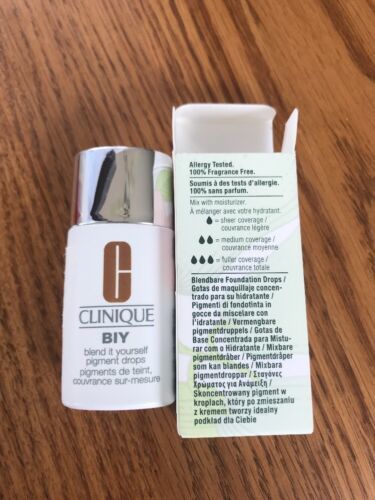 C
CLINIQUE
BIY
blend it yourself
pigment drops
pigments de teint,
couvrance sur-mesure
Allergy Tested.
100% Fragrance Free.
Soumis à des tests d'allergie.
100% sans parfum.
Mix with moisturizer.
À mélanger avec votre hydratant.
= sheer coverage /
couvrance légère
= medium coverage /
couvrance moyenne
= fuller coverage /
couvrance totale
Blendbare Foundation Drops /
Gotas de maquillaje concen-
trado para su hidratante /
Pigmenti di fondotinta in
gocce da miscelare con
l'idratante / Vermengbare
pigmentdruppels / Gotas de
Base Concentrada para Mistu-
rar com o Hidratante / Mixbare
pigmentdråber / Pigmentdråper
som kan blandes / Mixbara
pigmentdroppar / Σταγόνες
Χρώματος για Ανάμειξη /
Skoncentrowany pigment w
kroplach, który po zmieszaniu
z kremem tworzy idealny
podkład dla Ciebie